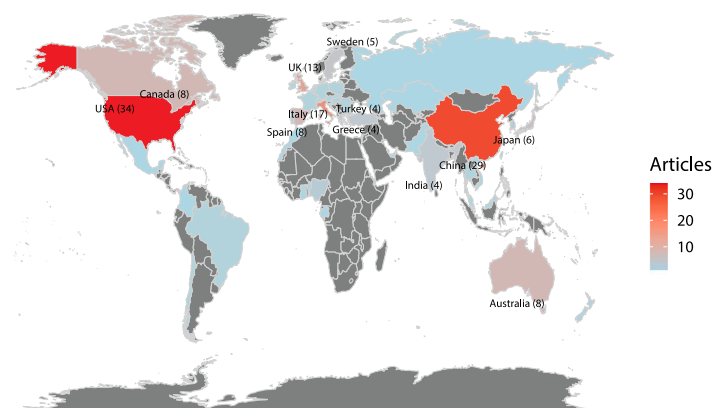 Sweden (5)
UK (13)
Canada (8)
USA (34)
Italy (17)
Turkey (4)
Spain (8)
Greece (4)
Japan (6)
China (29)
India (4)
Australia (8)
Articles
30
20
10